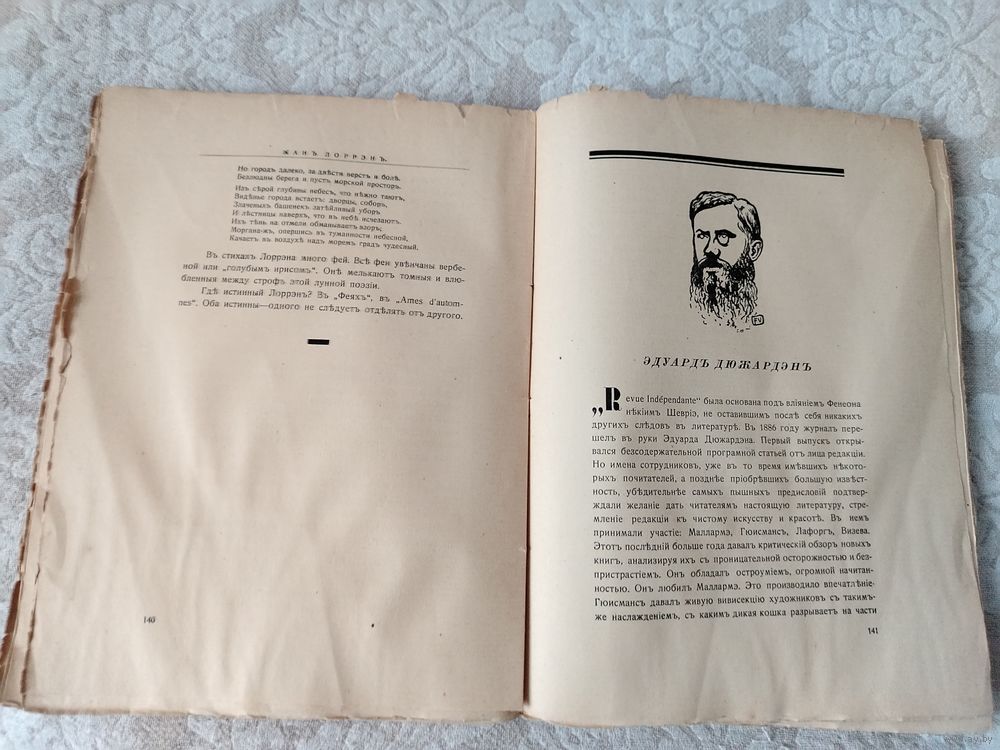 ЖАНЪ ЛОРРЭНЪ.
Но городъ далеко, за двѣсти верстъ и болѣ.
Безлюдны берега и пустъ морской просторъ.
Изъ сѣрой глубины небесъ, что нѣжно таютъ,
Видѣнье города встаетъ: дворцы, соборъ,
Злаченыхъ башенекъ затѣйливый уборъ
И лѣстницы наверхъ, что въ небѣ исчезаютъ.
Ихъ тѣнь на отмели обманываетъ взоръ;
Моргана-жъ, опершись въ туманности небесной,
Качаетъ въ воздухѣ надъ моремъ градъ чудесный.
Въ стихахъ Лоррэна много фей. Всѣ феи увѣнчаны вербе-
ной или „голубымъ ирисомъ“. Онѣ мелькаютъ томныя и влю-
бленныя между строфъ этой лунной поэзіи.
Гдѣ истинный Лоррэнъ? Въ „Феяхъ“, въ „Ames d'autom-
nes“. Оба истинны—одного не слѣдуетъ отдѣлять отъ другого.
140
FV
ЭДУАРДЪ ДЮЖАРДЭНЪ
„Revue Indépendante“ была основана подъ вліяніемъ Фенеона
нѣкіимъ Шевріэ, не оставившимъ послѣ себя никакихъ
другихъ слѣдовъ въ литературѣ. Въ 1886 году журналъ пере-
шелъ въ руки Эдуарда Дюжардэна. Первый выпускъ откры-
вался безсодержательной програмной статьей отъ лица редакціи.
Но имена сотрудниковъ, уже въ то время имѣвшихъ нѣкото-
рыхъ почитателей, а позднѣе пріобрѣвшихъ большую извѣст-
ность, убѣдительнѣе самыхъ пышныхъ предисловій подтвер-
ждали желаніе дать читателямъ настоящую литературу, стре-
мленіе редакціи къ чистому искусству и красотѣ. Въ немъ
принимали участіе: Маллармэ, Гюисмансъ, Лафоргъ, Визева.
Этотъ послѣдній больше года давалъ критическій обзоръ новыхъ
книгъ, анализируя ихъ съ проницательной осторожностью и без-
пристрастіемъ. Онъ обладалъ остроуміемъ, огромной начитан-
ностью. Онъ любилъ Маллармэ. Это производило впечатлѣніе.
Гюисмансъ давалъ живую вивисекцію художниковъ съ такимъ-
же наслажденіемъ, съ какимъ дикая кошка разрываетъ на части
141